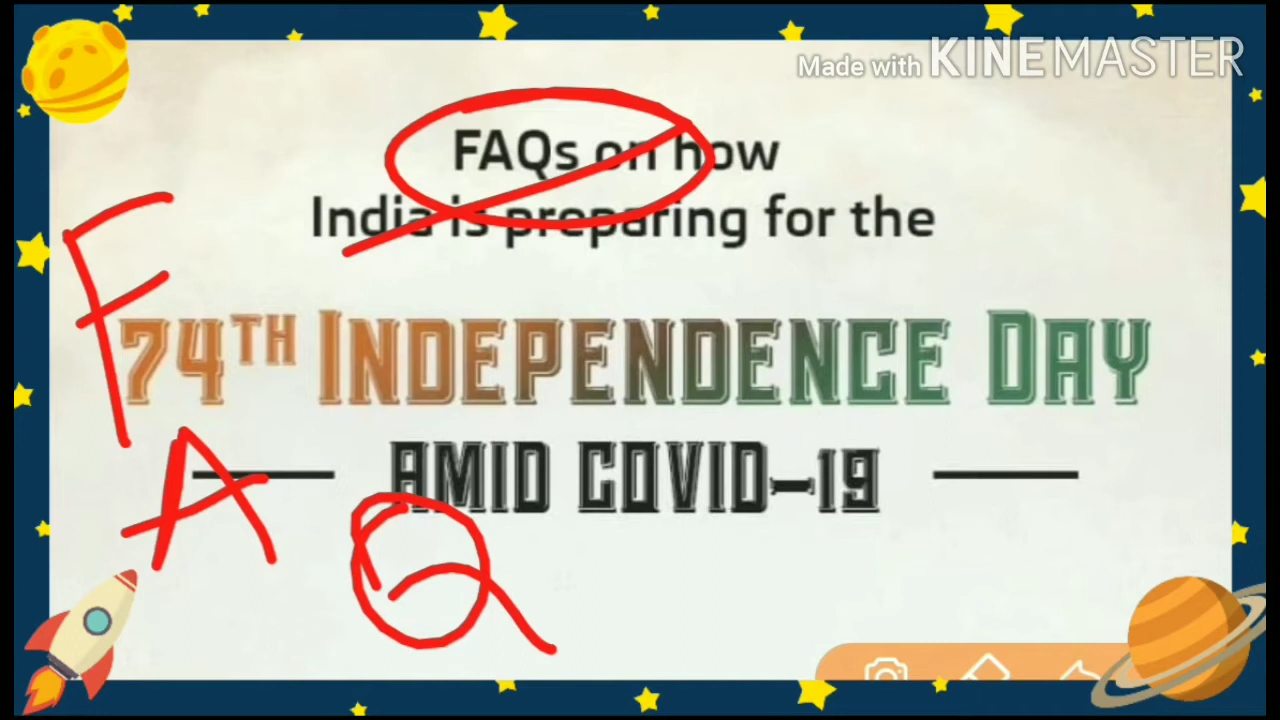 Made with KINEMASTER
FAQs on how
India is preparing for the
74TH INDEPENDENCE DAY
AMID COVID-19
F
A
Q